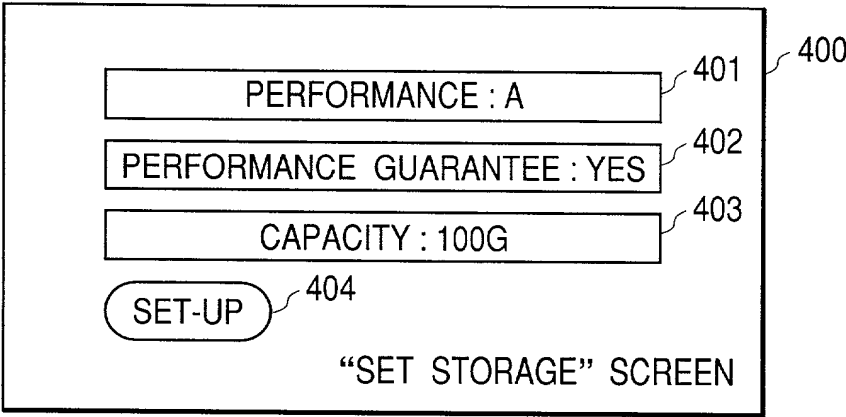 400
PERFORMANCE : A
401
PERFORMANCE GUARANTEE : YES
402
CAPACITY : 100G
403
SET-UP
404
“SET STORAGE” SCREEN